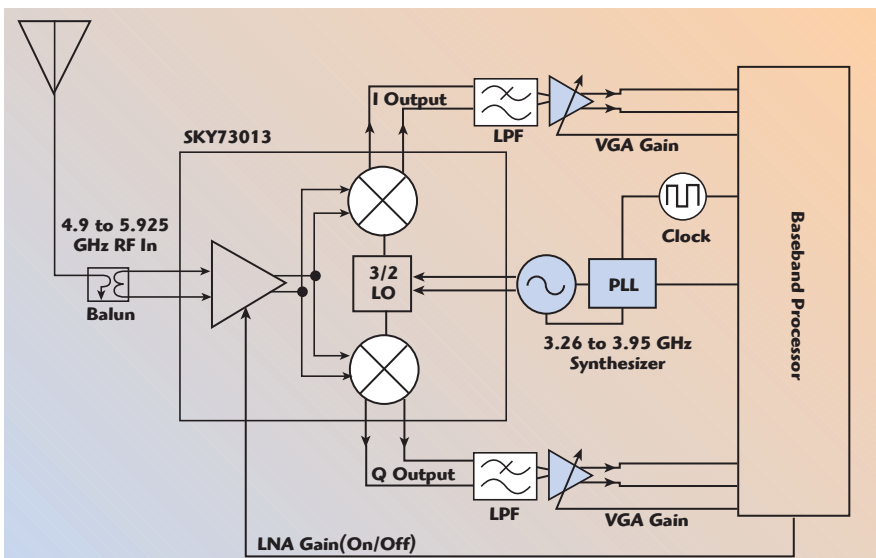 I Output
LPF
VGA Gain
SKY73013
4.9 to 5.925
GHz RF In
Balun
3/2
LO
Clock
PLL
3.26 to 3.95 GHz
Synthesizer
Baseband Processor
Q Output
LPF
VGA Gain
LNA Gain(On/Off)